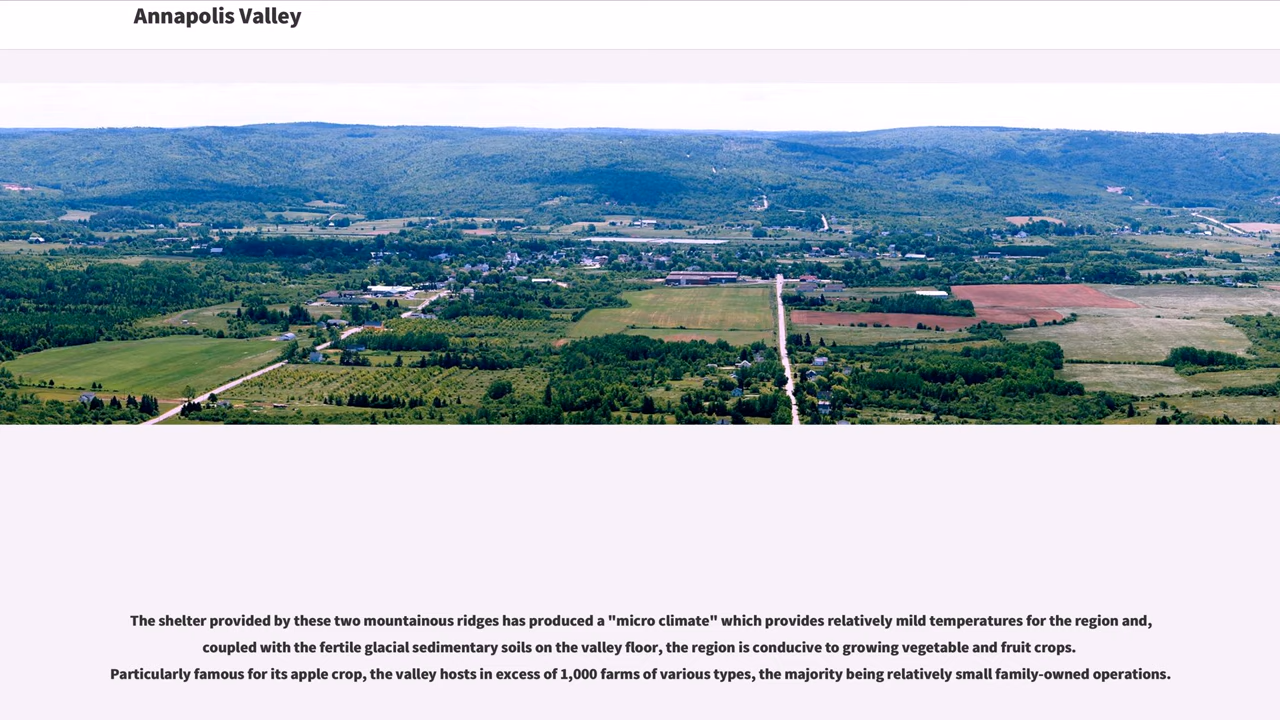 Annapolis Valley
The shelter provided by these two mountainous ridges has produced a "micro climate" which provides relatively mild temperatures for the region and,
coupled with the fertile glacial sedimentary soils on the valley floor, the region is conducive to growing vegetable and fruit crops.
Particularly famous for its apple crop, the valley hosts in excess of 1,000 farms of various types, the majority being relatively small family-owned operations.